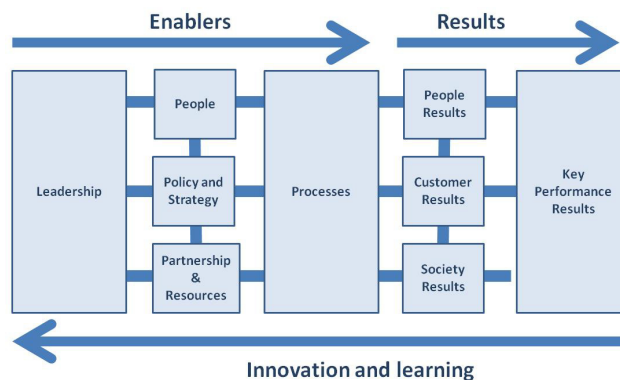 Enablers
Results
Leadership
People
Policy and
Strategy
Partnership
&
Resources
Processes
People
Results
Customer
Results
Society
Results
Key
Performance
Results
Innovation and learning